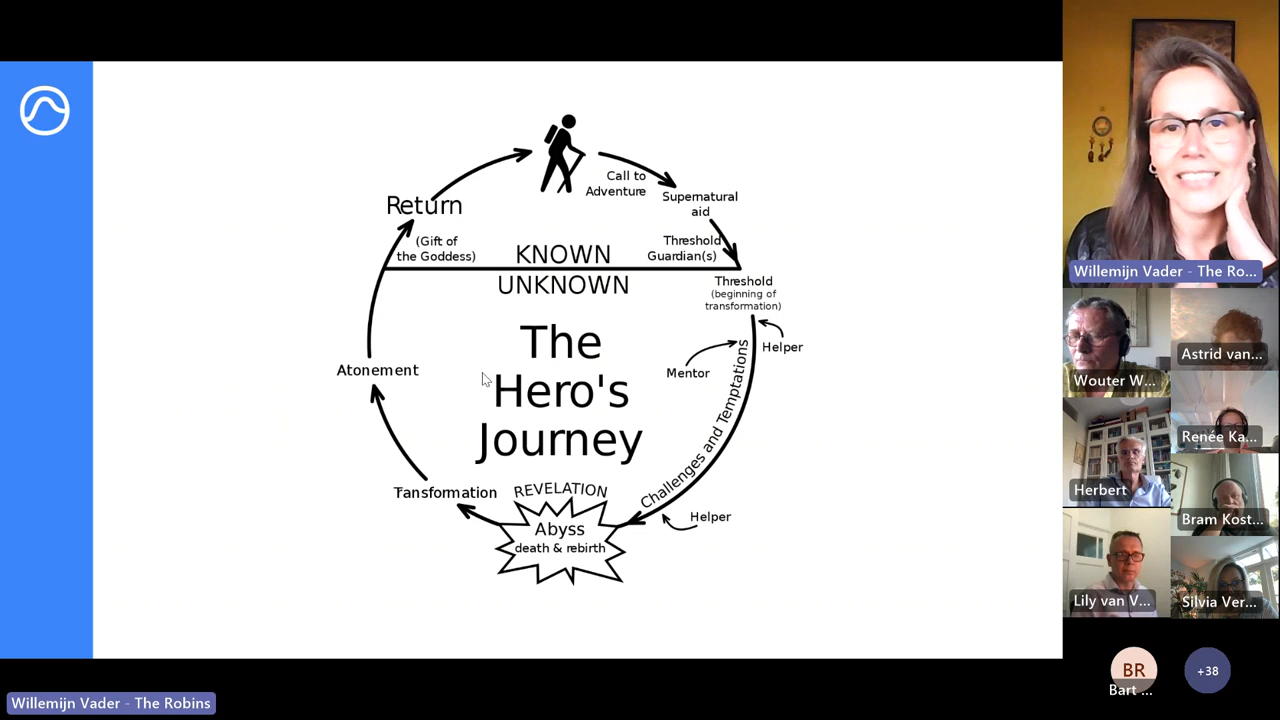 Call to
Adventure
Supernatural
aid
Return
(Gift of
the Goddess)
KNOWN
Threshold
Guardian(s)
UNKNOWN
Threshold
(beginning of
transformation)
The
Hero's
Journey
Helper
Mentor
Challenges and Temptations
Atonement
Transformation
REVELATION
Abyss
death & rebirth
Helper
Willemijn Vader - The Ro...
Wouter W...
Astrid van...
Renée Ka...
Herbert
Bram Kost...
Lily van V...
Silvia Ver...
BR
Bart ...
+38
Willemijn Vader - The Robins